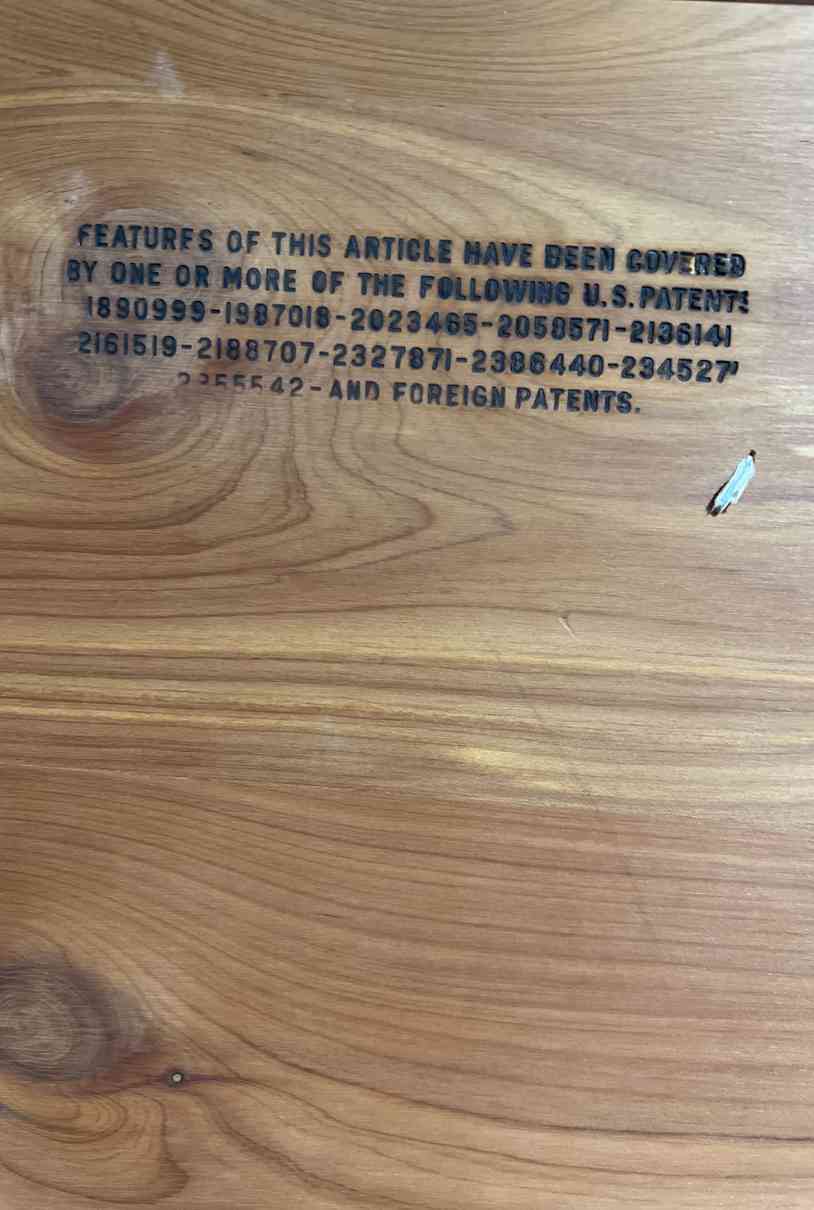 FEATURES OF THIS ARTICLE HAVE BEEN COVERED
BY ONE OR MORE OF THE FOLLOWING U.S. PATENTS
1890999-1987018-2023465-2058571-2136141
2161519-2188707-2327871-2386440-
AND FOREIGN PATENTS.